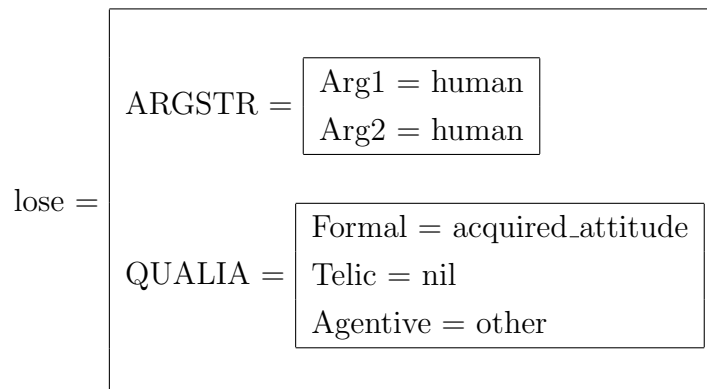 ARGSTR =
Arg1 = human
Arg2 = human
lose =
QUALIA =
Formal = acquired_attitude
Telic = nil
Agentive = other